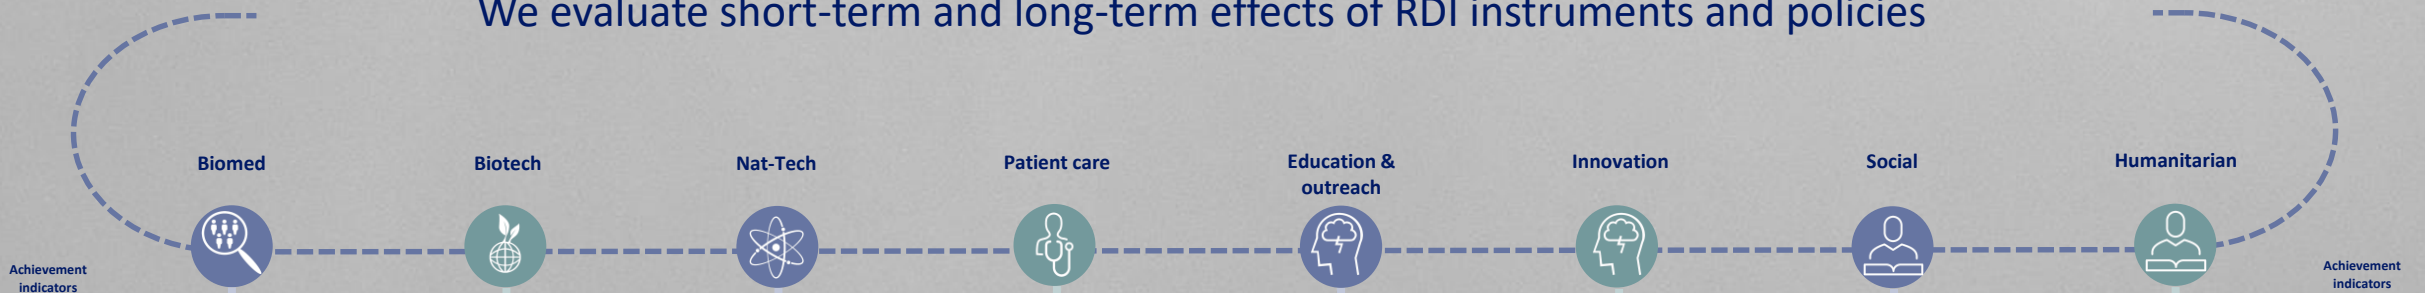 We evaluate short-term and long-term effects of RDI instruments and policies
Biomed
Biotech
Nat-Tech
Patient care
Education &
outreach
Innovation
Social
Humanitarian
Achievement
indicators
Achievement
indicators